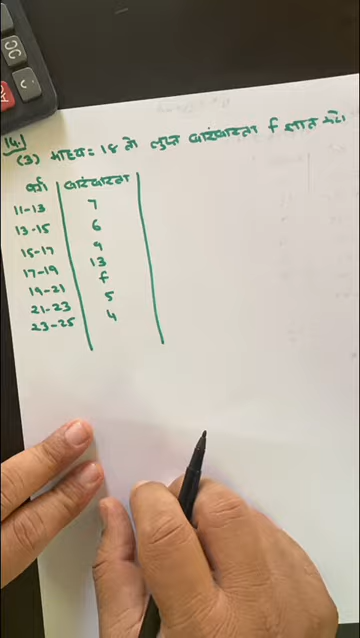 14.
(3) माध्य = 18 तो लुप्त बारंबारता f ज्ञात करो
वर्ग बारंबारता
11-13 7
13-15 6
15-17 9
17-19 13
19-21 f
21-23 5
23-25 4
OC
C